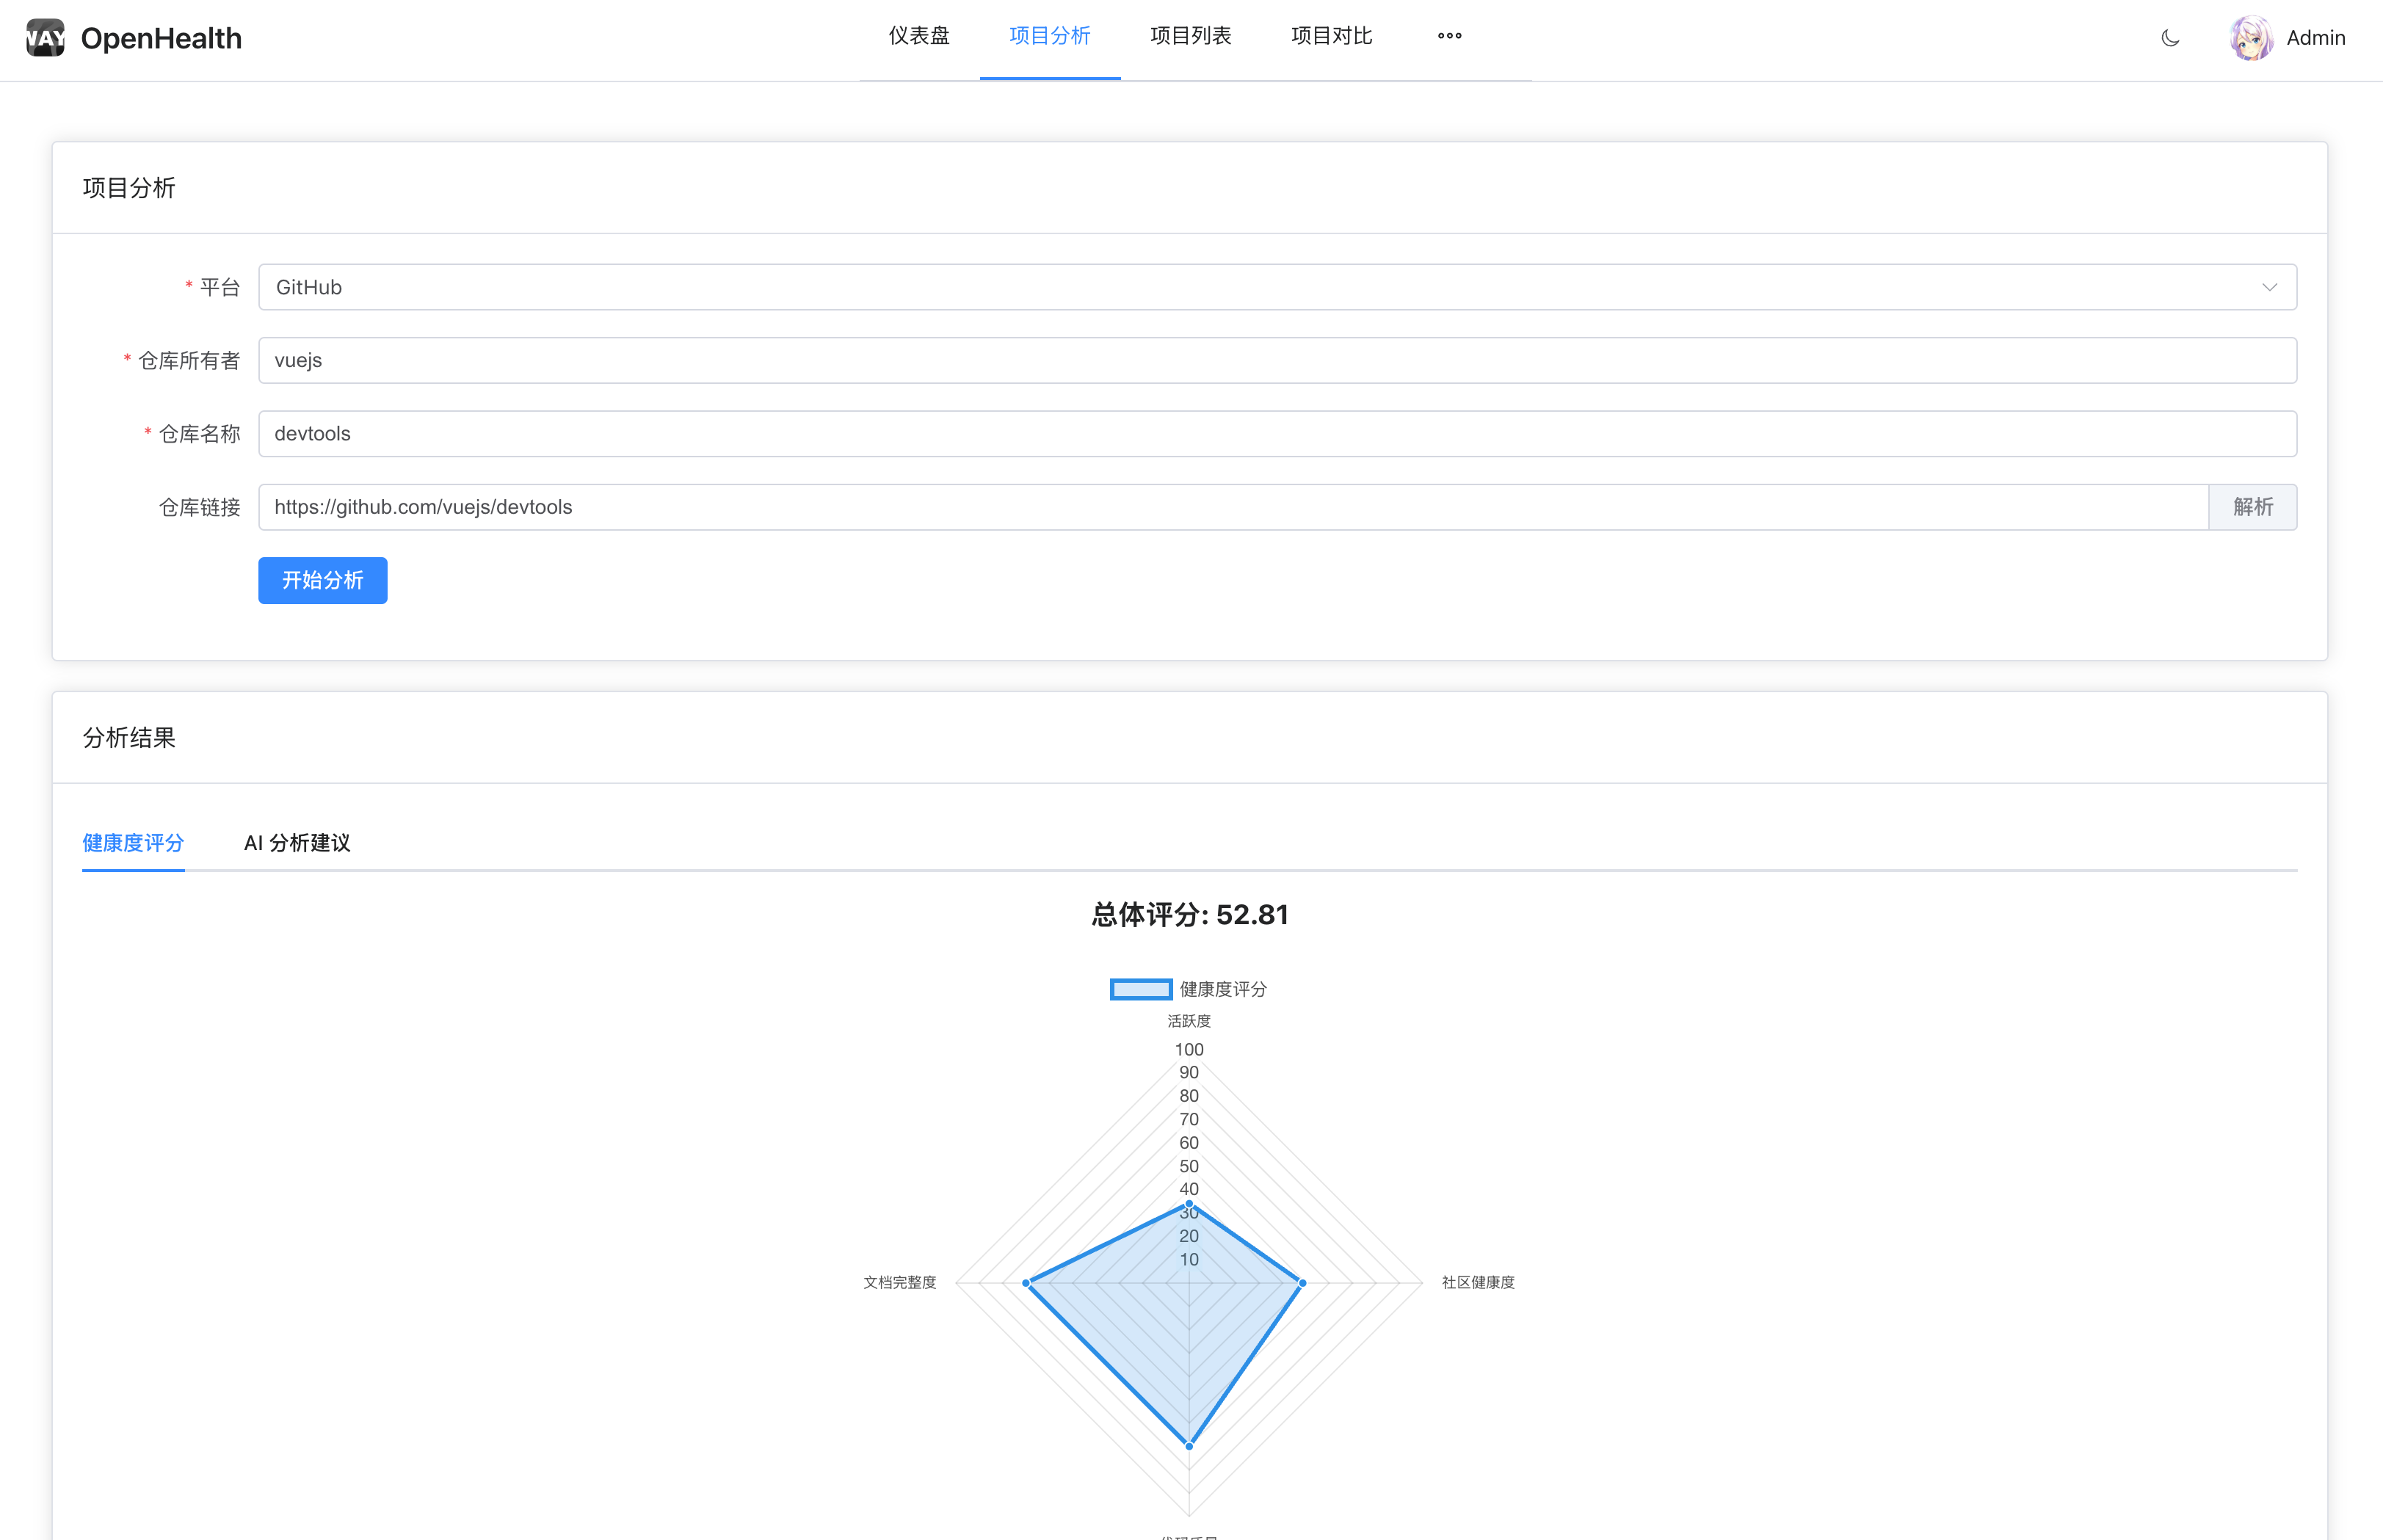 WAY OpenHealth 仪表盘 项目分析 项目列表 项目对比 Admin
项目分析
* 平台 GitHub
* 仓库所有者 vuejs
* 仓库名称 devtools
仓库链接 https://github.com/vuejs/devtools 解析
开始分析
分析结果
健康度评分 AI 分析建议
总体评分: 52.81
健康度评分
活跃度
100
90
80
70
60
50
40
30
20
10
文档完整度 社区健康度